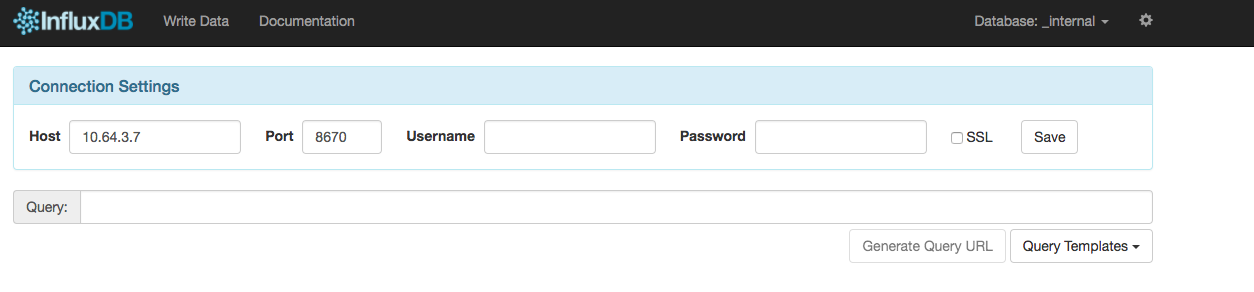 InfluxDB Write Data Documentation Database: _internal
Connection Settings
Host 10.64.3.7 Port 8670 Username Password SSL Save
Query:
Generate Query URL Query Templates